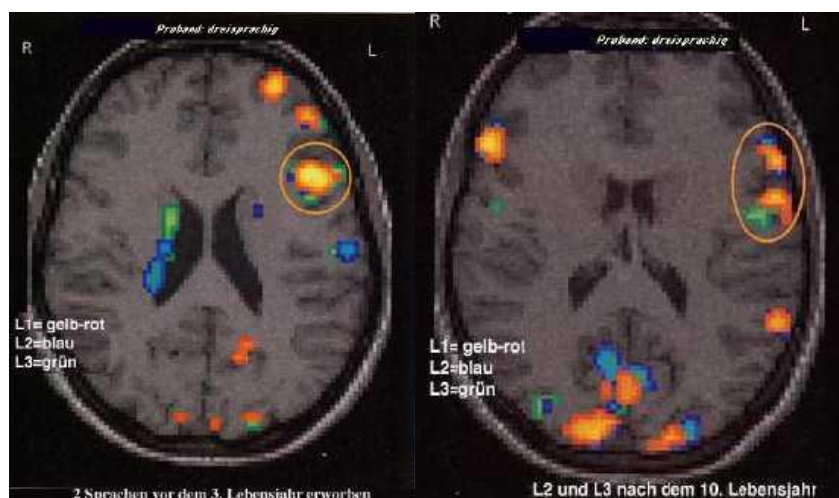 Proband: dreisprachig
R
L
L1= gelb-rot
L2=blau
L3=grün
2 Sprachen vor dem 3. Lebensjahr erworben
Proband: dreisprachig
R
L
L1= gelb-rot
L2=blau
L3=grün
L2 und L3 nach dem 10. Lebensjahr